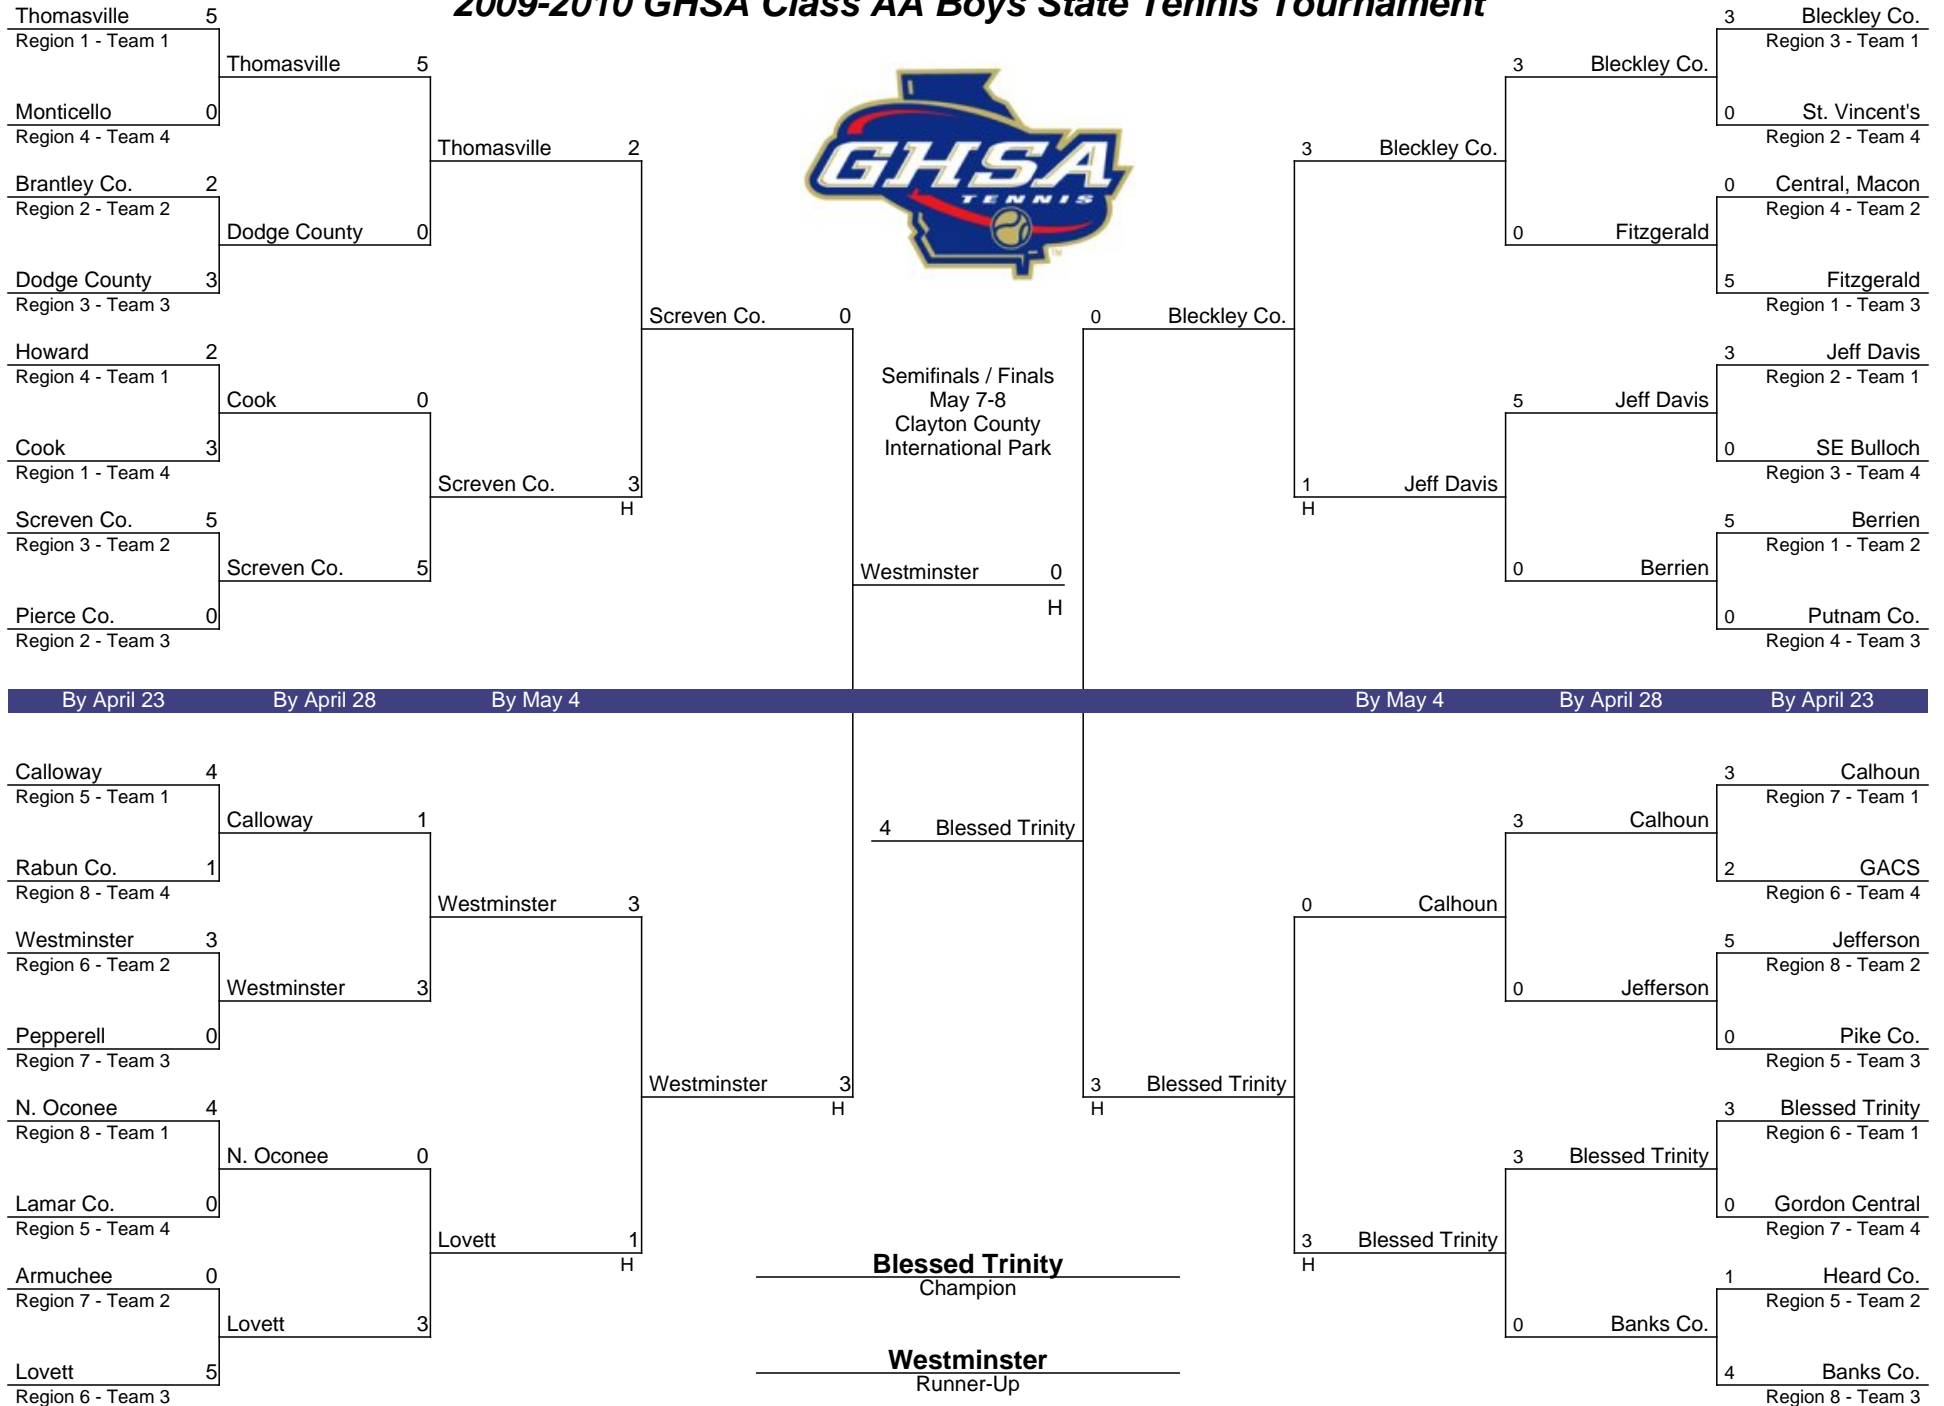 2009-2010 GHSA Class AA Boys State Tennis Tournament
Thomasville 5
Region 1 - Team 1
Monticello 0
Region 4 - Team 4
Brantley Co. 2
Region 2 - Team 2
Dodge County 3
Region 3 - Team 3
Howard 2
Region 4 - Team 1
Cook 3
Region 1 - Team 4
Screven Co. 5
Region 3 - Team 2
Pierce Co. 0
Region 2 - Team 3
Thomasville 5
Dodge County 0
Cook 0
Screven Co. 5
Thomasville 2
Screven Co. 3
H
Screven Co. 0
GHSA
TENNIS
TM
Semifinals / Finals
May 7-8
Clayton County
International Park
Westminster 0
H
0 Bleckley Co.
3 Bleckley Co.
1 Jeff Davis
H
3 Bleckley Co.
0 Fitzgerald
5 Jeff Davis
0 Berrien
3 Bleckley Co.
Region 3 - Team 1
0 St. Vincent's
Region 2 - Team 4
0 Central, Macon
Region 4 - Team 2
5 Fitzgerald
Region 1 - Team 3
3 Jeff Davis
Region 2 - Team 1
0 SE Bulloch
Region 3 - Team 4
5 Berrien
Region 1 - Team 2
0 Putnam Co.
Region 4 - Team 3
By April 23 By April 28 By May 4 By May 4 By April 28 By April 23
Calloway 4
Region 5 - Team 1
Rabun Co. 1
Region 8 - Team 4
Westminster 3
Region 6 - Team 2
Pepperell 0
Region 7 - Team 3
N. Oconee 4
Region 8 - Team 1
Lamar Co. 0
Region 5 - Team 4
Armuchee 0
Region 7 - Team 2
Lovett 5
Region 6 - Team 3
Calloway 1
Westminster 3
N. Oconee 0
Lovett 3
Westminster 3
Lovett 1
H
Westminster 3
H
4 Blessed Trinity
3 Blessed Trinity
H
0 Calhoun
3 Blessed Trinity
H
3 Calhoun
0 Jefferson
3 Blessed Trinity
0 Banks Co.
3 Calhoun
Region 7 - Team 1
2 GACS
Region 6 - Team 4
5 Jefferson
Region 8 - Team 2
0 Pike Co.
Region 5 - Team 3
3 Blessed Trinity
Region 6 - Team 1
0 Gordon Central
Region 7 - Team 4
1 Heard Co.
Region 5 - Team 2
4 Banks Co.
Region 8 - Team 3
Blessed Trinity
Champion
Westminster
Runner-Up